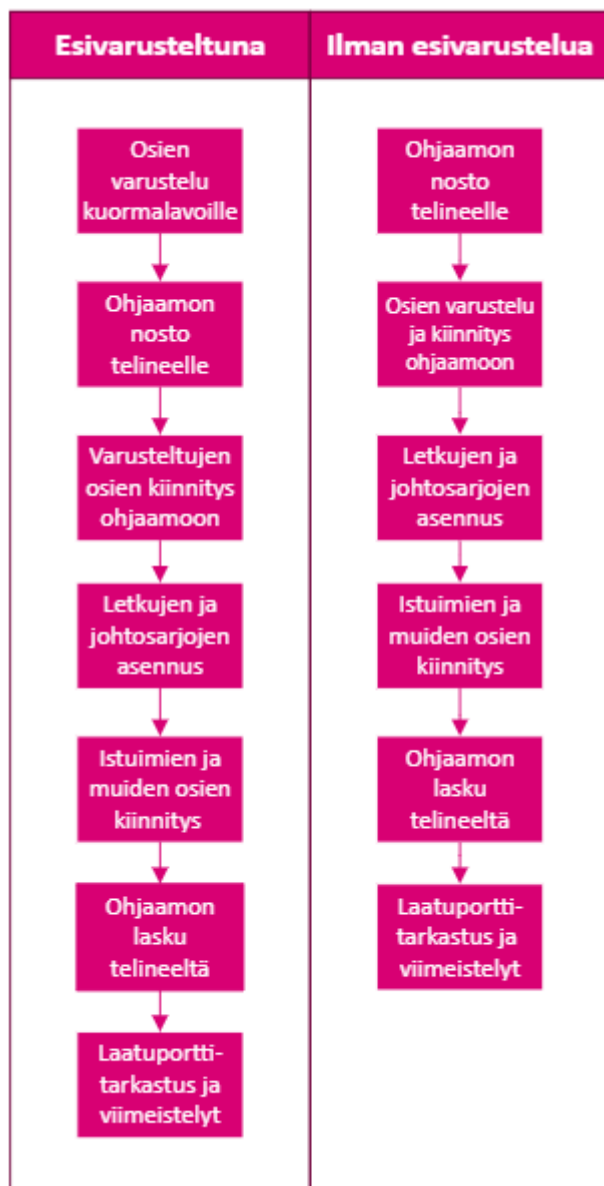 Esivarusteltuna
Osien
varustelu
kuormalavoille
Ohjaamon
nosto
telineelle
Varusteltujen
osien kiinnitys
ohjaamoon
Letkujen ja
johtosarjojen
asennus
Istuimien ja
muiden osien
kiinnitys
Ohjaamon
lasku
telineeltä
Laatuportti-
tarkastus ja
viimeistelyt
Ilman esivarustelua
Ohjaamon
nosto
telineelle
Osien varustelu
ja kiinnitys
ohjaamoon
Letkujen ja
johtosarjojen
asennus
Istuimien ja
muiden osien
kiinnitys
Ohjaamon
lasku
telineeltä
Laatuportti-
tarkastus ja
viimeistelyt